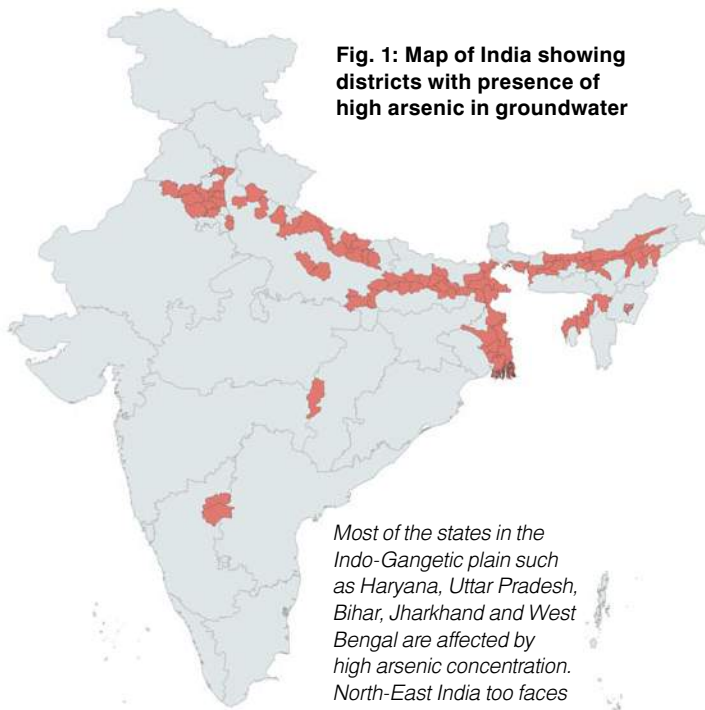 Fig. 1: Map of India showing
districts with presence of
high arsenic in groundwater
Most of the states in the
Indo-Gangetic plain such
as Haryana, Uttar Pradesh,
Bihar, Jharkhand and West
Bengal are affected by
high arsenic concentration.
North-East India too faces